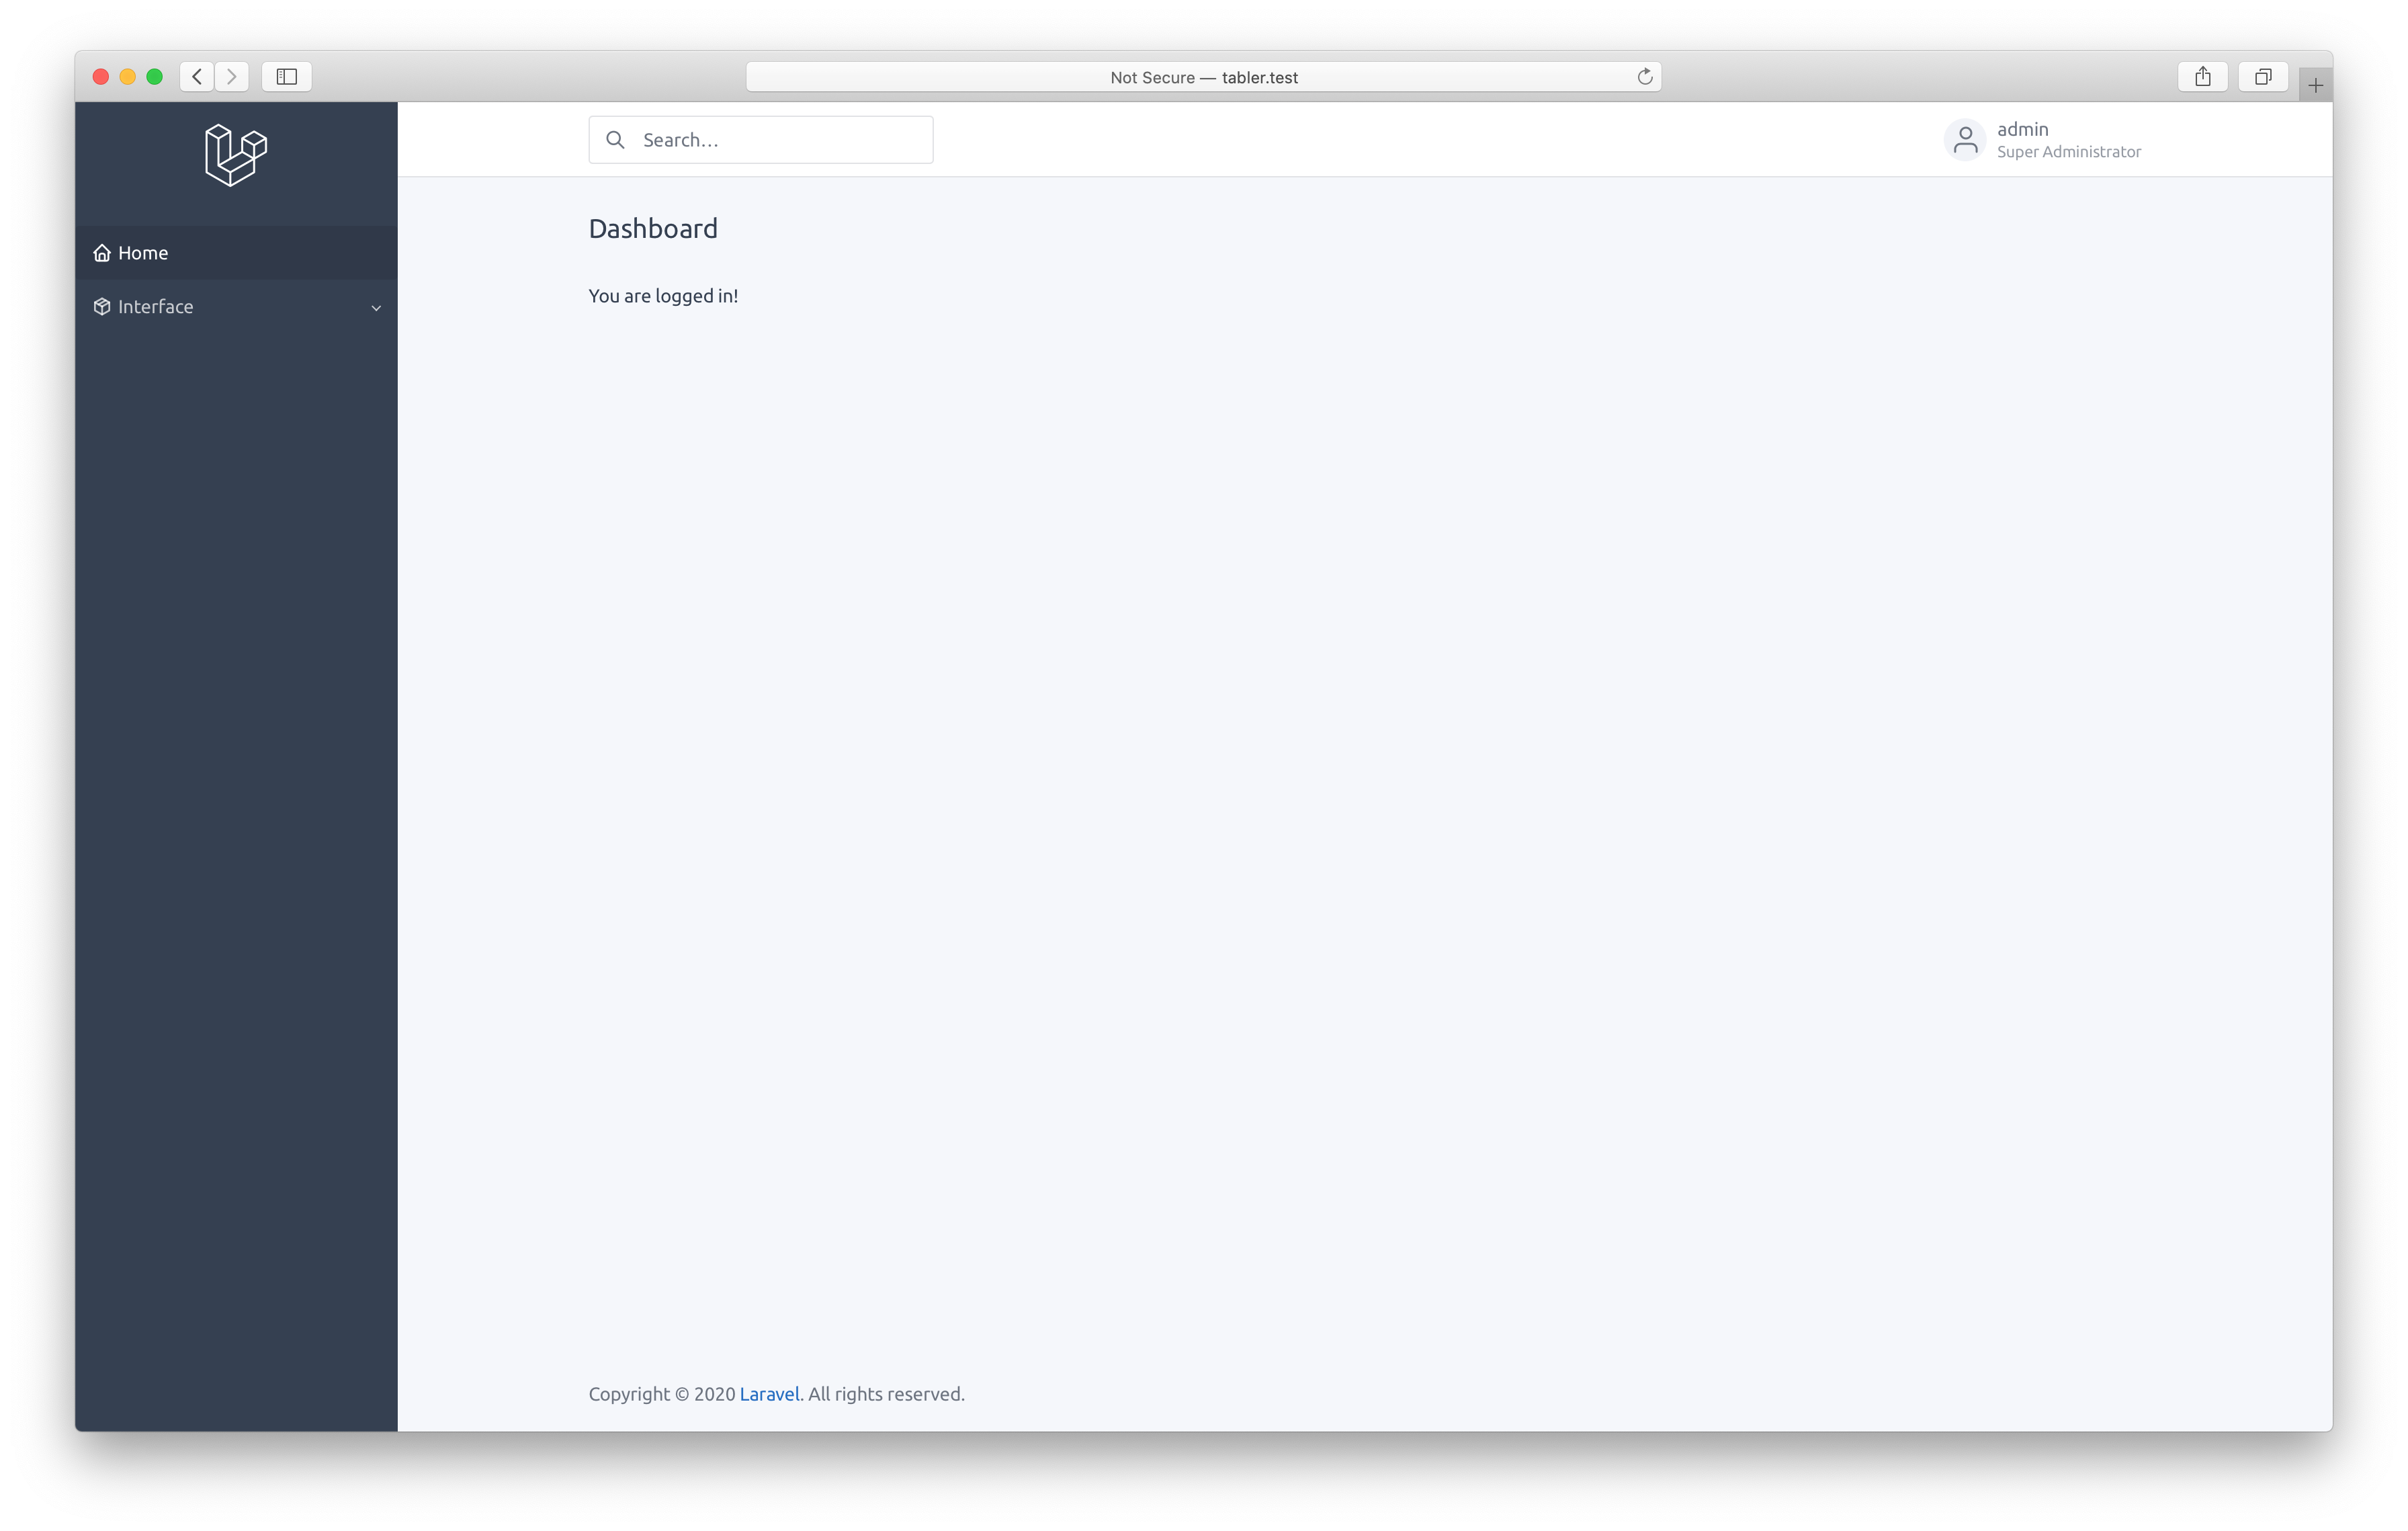 Not Secure — tabler.test
Search…
admin
Super Administrator
Home
Interface
Dashboard
You are logged in!
Copyright © 2020 Laravel. All rights reserved.